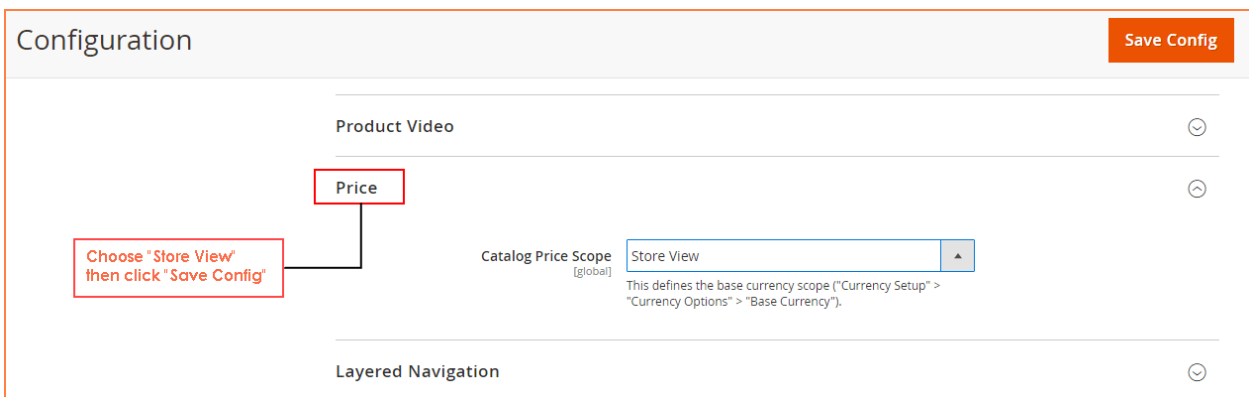 Configuration
Save Config
Product Video
Price
Choose "Store View"
then click "Save Config"
Catalog Price Scope
[global]
Store View
This defines the base currency scope ("Currency Setup" >
"Currency Options" > "Base Currency").
Layered Navigation